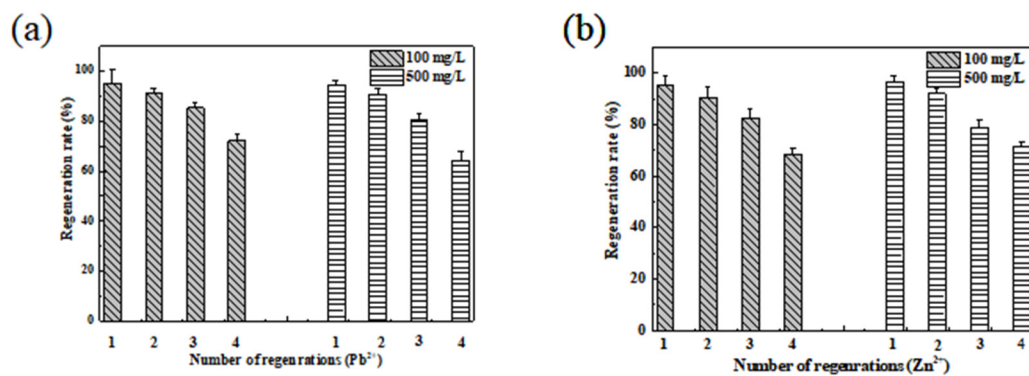 (a)
100 mg/L
500 mg/L
Regeneration rate (%)
100
80
60
40
20
0
1 2 3 4 1 2 3 4
Number of regenrations (Pb²⁺)
(b)
100 mg/L
500 mg/L
Regeneration rate (%)
100
80
60
40
20
0
1 2 3 4 1 2 3 4
Number of regenrations (Zn²⁺)